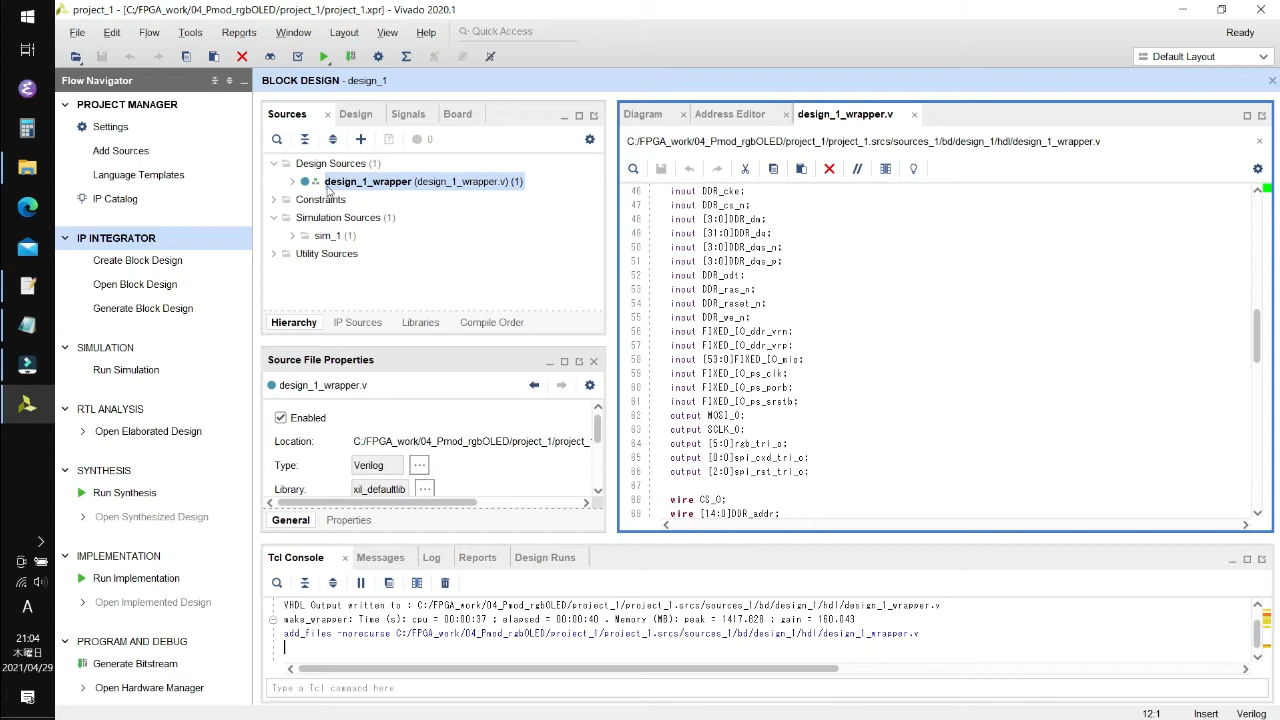 project_1 - [C:/FPGA_work/04_Pmod_rgbOLED/project_1/project_1.xpr] - Vivado 2020.1
File Edit Flow Tools Reports Window Layout View Help Quick Access Ready
Default Layout
Flow Navigator
PROJECT MANAGER
Settings
Add Sources
Language Templates
IP Catalog
IP INTEGRATOR
Create Block Design
Open Block Design
Generate Block Design
SIMULATION
Run Simulation
RTL ANALYSIS
Open Elaborated Design
SYNTHESIS
Run Synthesis
Open Synthesized Design
IMPLEMENTATION
Run Implementation
Open Implemented Design
PROGRAM AND DEBUG
Generate Bitstream
Open Hardware Manager
BLOCK DESIGN - design_1
Sources Design Signals Board
0
Design Sources (1)
design_1_wrapper (design_1_wrapper.v) (1)
Constraints
Simulation Sources (1)
sim_1 (1)
Utility Sources
Hierarchy IP Sources Libraries Compile Order
Source File Properties
design_1_wrapper.v
Enabled
Location: C:/FPGA_work/04_Pmod_rgbOLED/project_1/project_1
Type: Verilog
Library: xil_defaultlib
General Properties
Diagram Address Editor design_1_wrapper.v
C:/FPGA_work/04_Pmod_rgbOLED/project_1/project_1.srcs/sources_1/bd/design_1/hdl/design_1_wrapper.v
46 inout DDR_cke;
47 inout DDR_cs_n;
48 inout [3:0]DDR_dm;
49 inout [31:0]DDR_dq;
50 inout [3:0]DDR_dqs_n;
51 inout [3:0]DDR_dqs_p;
52 inout DDR_odt;
53 inout DDR_ras_n;
54 inout DDR_reset_n;
55 inout DDR_we_n;
56 inout FIXED_IO_ddr_vrn;
57 inout FIXED_IO_ddr_vrp;
58 inout [53:0]FIXED_IO_mio;
59 inout FIXED_IO_ps_clk;
60 inout FIXED_IO_ps_porb;
61 inout FIXED_IO_ps_srstb;
62 output MOSI_0;
63 output SCLK_0;
64 output [5:0]rgb_tri_o;
65 output [0:0]spi_cmd_tri_o;
66 output [2:0]spi_rst_tri_o;
67
68 wire CS_0;
69 wire [14:0]DDR_addr;
Tcl Console Messages Log Reports Design Runs
VHDL Output written to : C:/FPGA_work/04_Pmod_rgbOLED/project_1/project_1.srcs/sources_1/bd/design_1/hdl/design_1_wrapper.v
make_wrapper: Time (s): cpu = 00:00:37 ; elapsed = 00:00:40 . Memory (MB): peak = 1417.828 ; gain = 160.043
add_files -norecurse C:/FPGA_work/04_Pmod_rgbOLED/project_1/project_1.srcs/sources_1/bd/design_1/hdl/design_1_wrapper.v
Type a Tcl command here
12:1 Insert Verilog
A
21:04
木曜日
2021/04/29